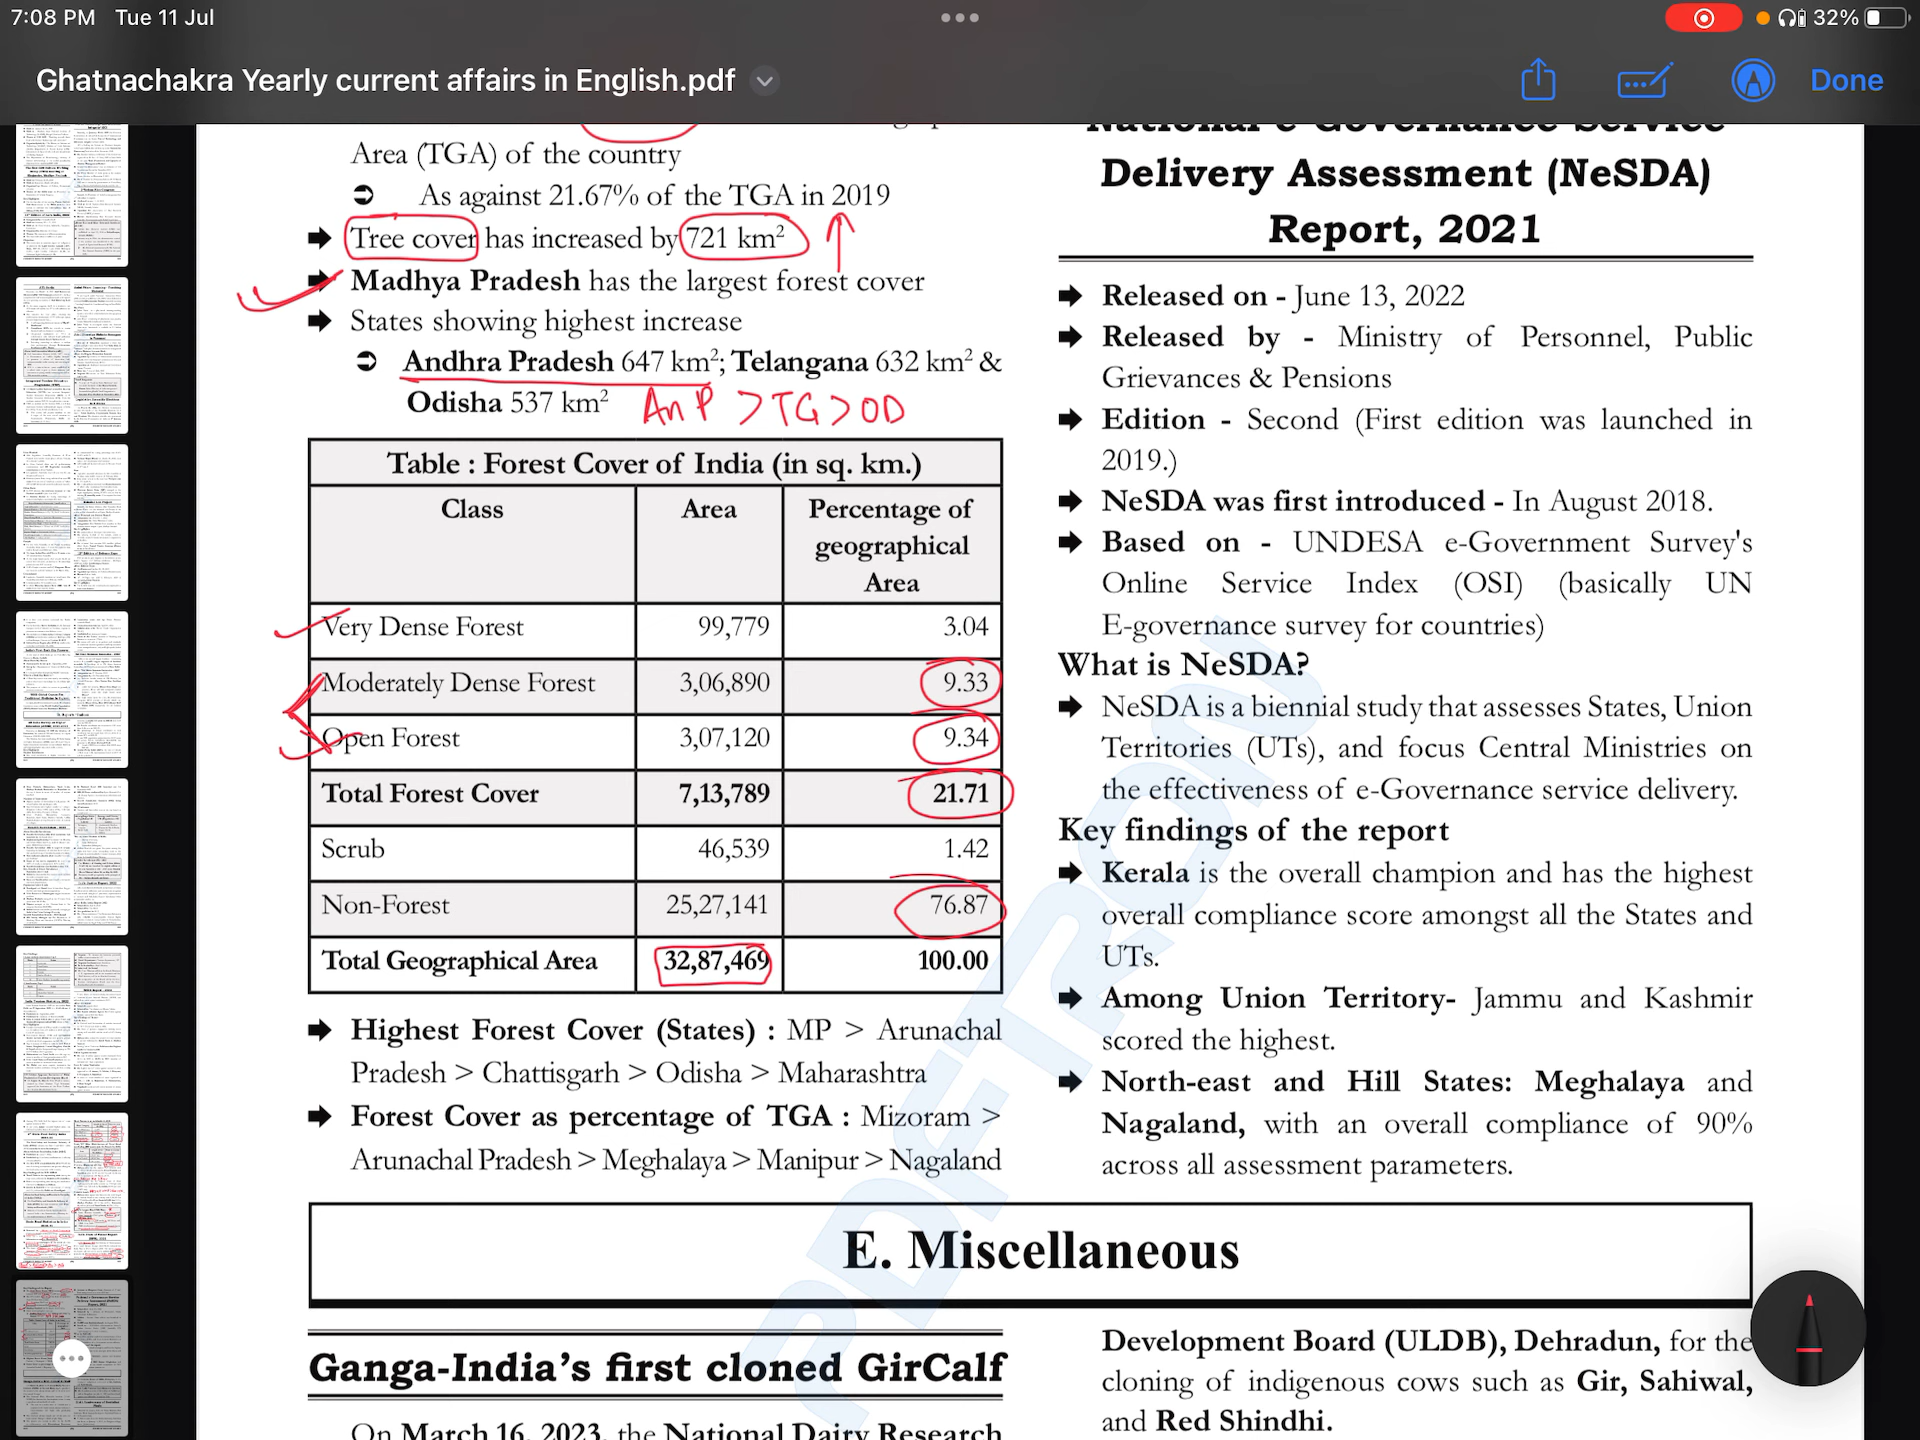 7:08 PM Tue 11 Jul
32%
Ghatnachakra Yearly current affairs in English.pdf
Done
Area (TGA) of the country
➲ As against 21.67% of the TGA in 2019
➡ Tree cover has increased by 721 km²
➡ Madhya Pradesh has the largest forest cover
➡ States showing highest increase
➲ Andhra Pradesh 647 km²; Telangana 632 km² &
Odisha 537 km²
An P > TG > OD
Table : Forest Cover of India (in sq. km.)
Class Area Percentage of
geographical
Area
Very Dense Forest 99,779 3.04
Moderately Dense Forest 3,06,890 9.33
Open Forest 3,07,120 9.34
Total Forest Cover 7,13,789 21.71
Scrub 46,539 1.42
Non-Forest 25,27,141 76.87
Total Geographical Area 32,87,469 100.00
➡ Highest Forest Cover (States) : MP > Arunachal
Pradesh > Chattisgarh > Odisha > Maharashtra
➡ Forest Cover as percentage of TGA : Mizoram >
Arunachal Pradesh > Meghalaya > Manipur > Nagaland
National e-Governance Service
Delivery Assessment (NeSDA)
Report, 2021
➡ Released on - June 13, 2022
➡ Released by - Ministry of Personnel, Public
Grievances & Pensions
➡ Edition - Second (First edition was launched in
2019.)
➡ NeSDA was first introduced - In August 2018.
➡ Based on - UNDESA e-Government Survey's
Online Service Index (OSI) (basically UN
E-governance survey for countries)
What is NeSDA?
➡ NeSDA is a biennial study that assesses States, Union
Territories (UTs), and focus Central Ministries on
the effectiveness of e-Governance service delivery.
Key findings of the report
➡ Kerala is the overall champion and has the highest
overall compliance score amongst all the States and
UTs.
➡ Among Union Territory- Jammu and Kashmir
scored the highest.
➡ North-east and Hill States: Meghalaya and
Nagaland, with an overall compliance of 90%
across all assessment parameters.
E. Miscellaneous
Ganga-India's first cloned GirCalf
On March 16, 2023, the National Dairy Research
Development Board (ULDB), Dehradun, for the
cloning of indigenous cows such as Gir, Sahiwal,
and Red Shindhi.